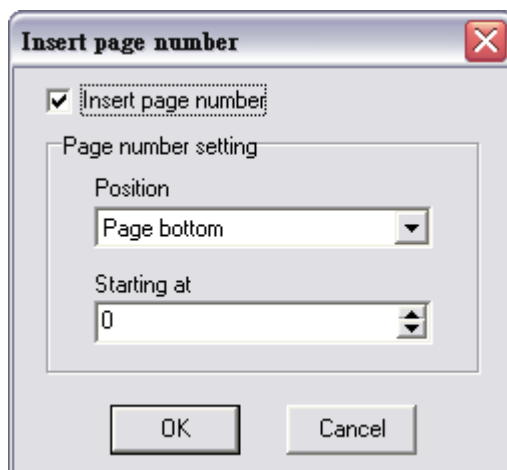 Insert page number
Insert page number
Page number setting
Position
Page bottom
Starting at
0
OK
Cancel